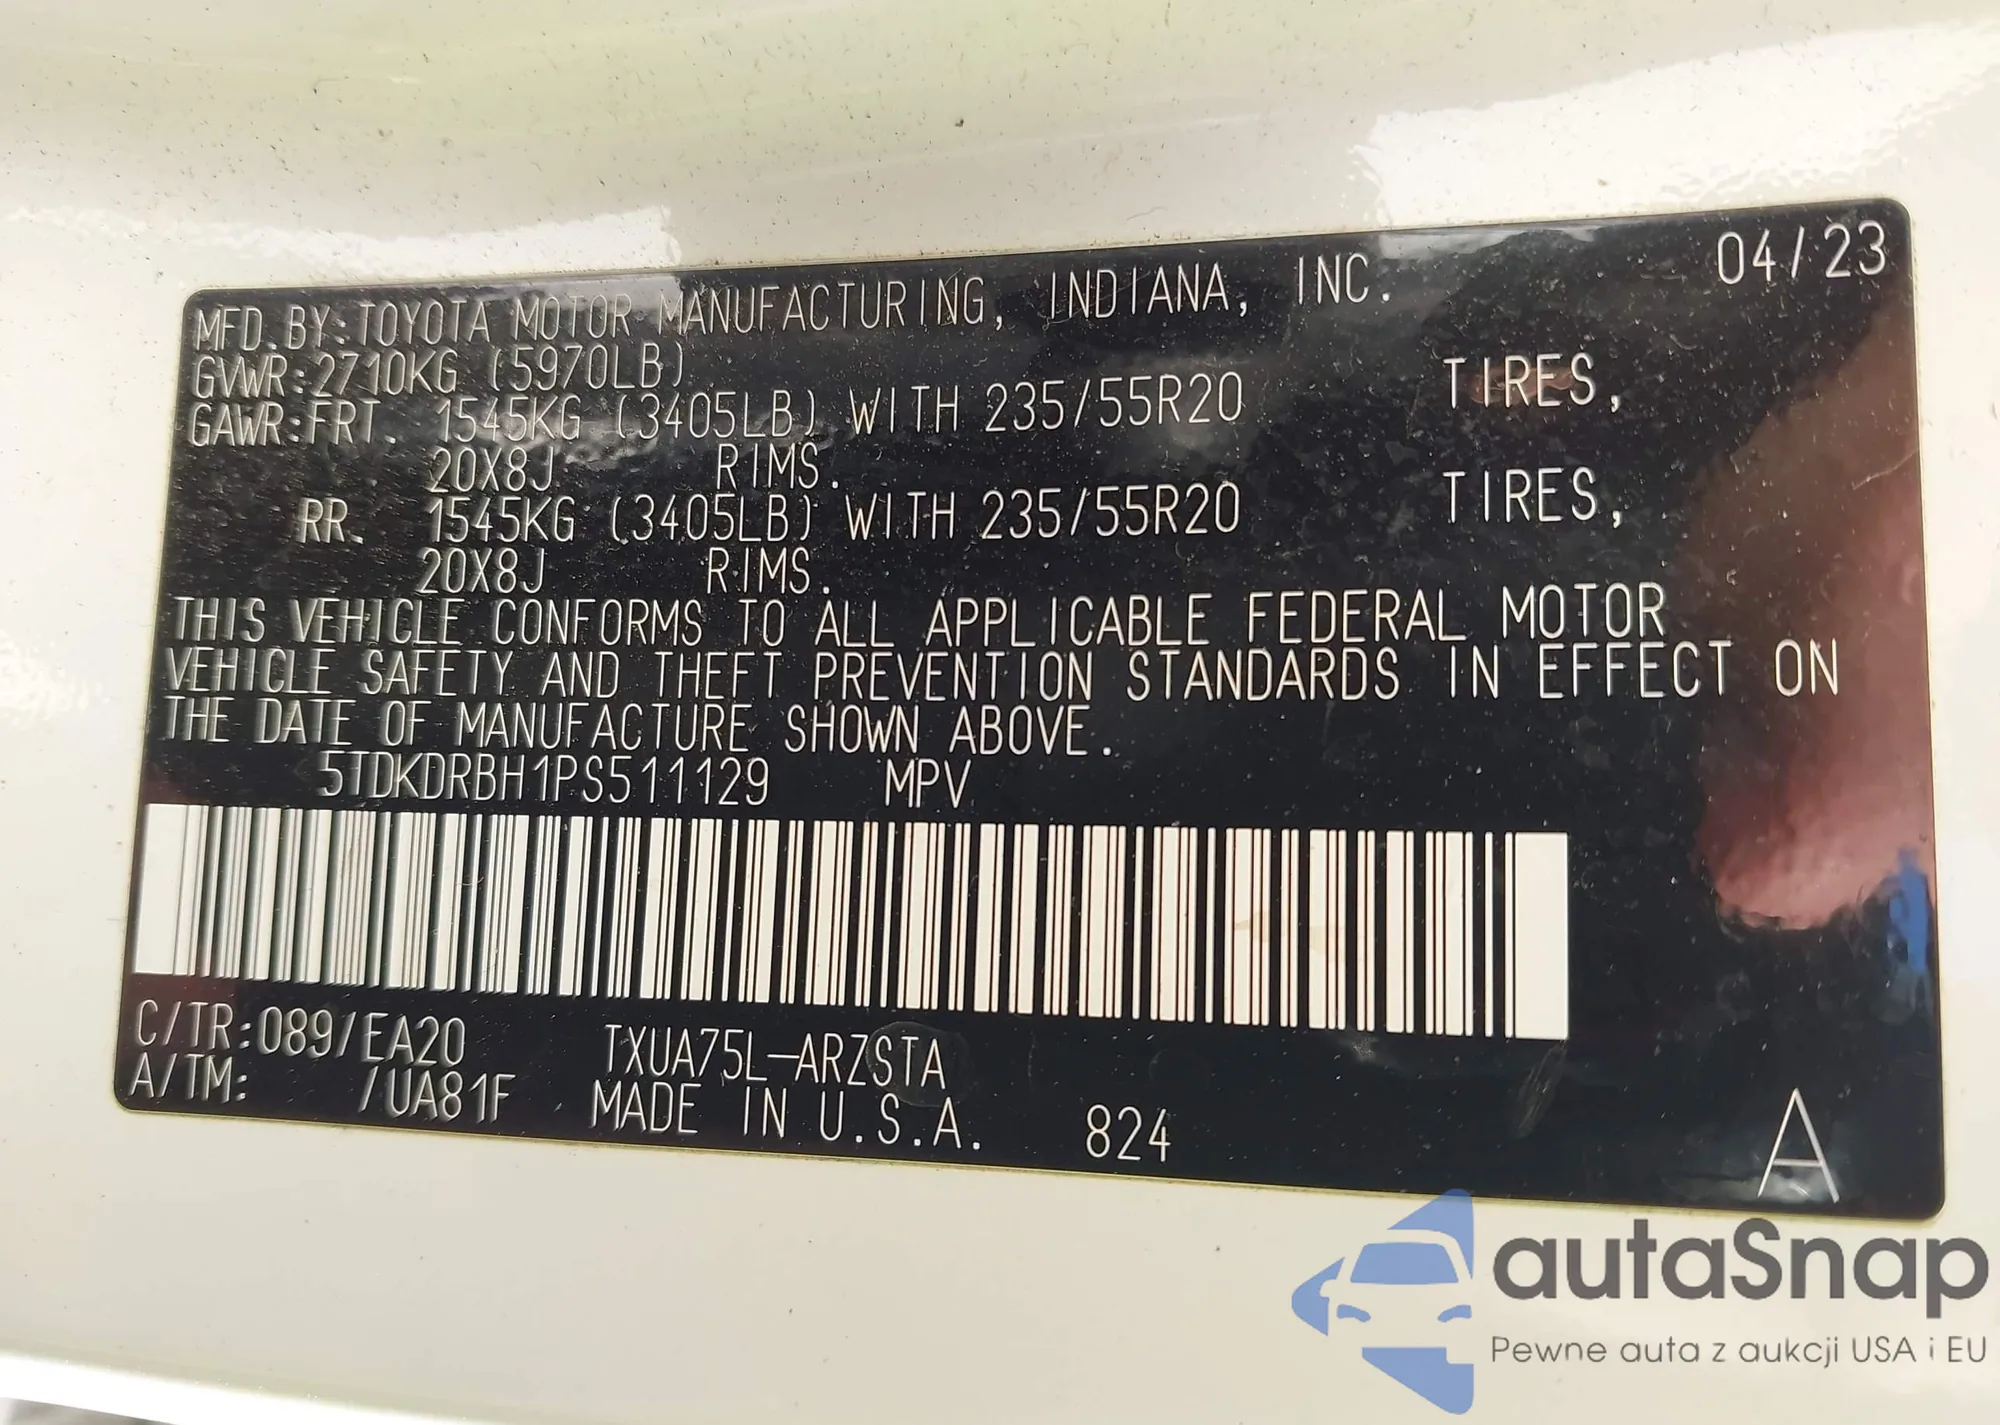 04/23
MFD.BY:TOYOTA MOTOR MANUFACTURING, INDIANA, INC.
GVWR:2710KG (5970LB)
GAWR:FRT. 1545KG (3405LB) WITH 235/55R20 TIRES,
20X8J RIMS.
RR. 1545KG (3405LB) WITH 235/55R20 TIRES,
20X8J RIMS.
THIS VEHICLE CONFORMS TO ALL APPLICABLE FEDERAL MOTOR
VEHICLE SAFETY AND THEFT PREVENTION STANDARDS IN EFFECT ON
THE DATE OF MANUFACTURE SHOWN ABOVE.
5TDKDRBH1PS511129 MPV
C/TR:089/EA20 TXUA75L-ARZSTA
A/TM: /UA81F MADE IN U.S.A. 824 A
autaSnap
Pewne auta z aukcji USA i EU